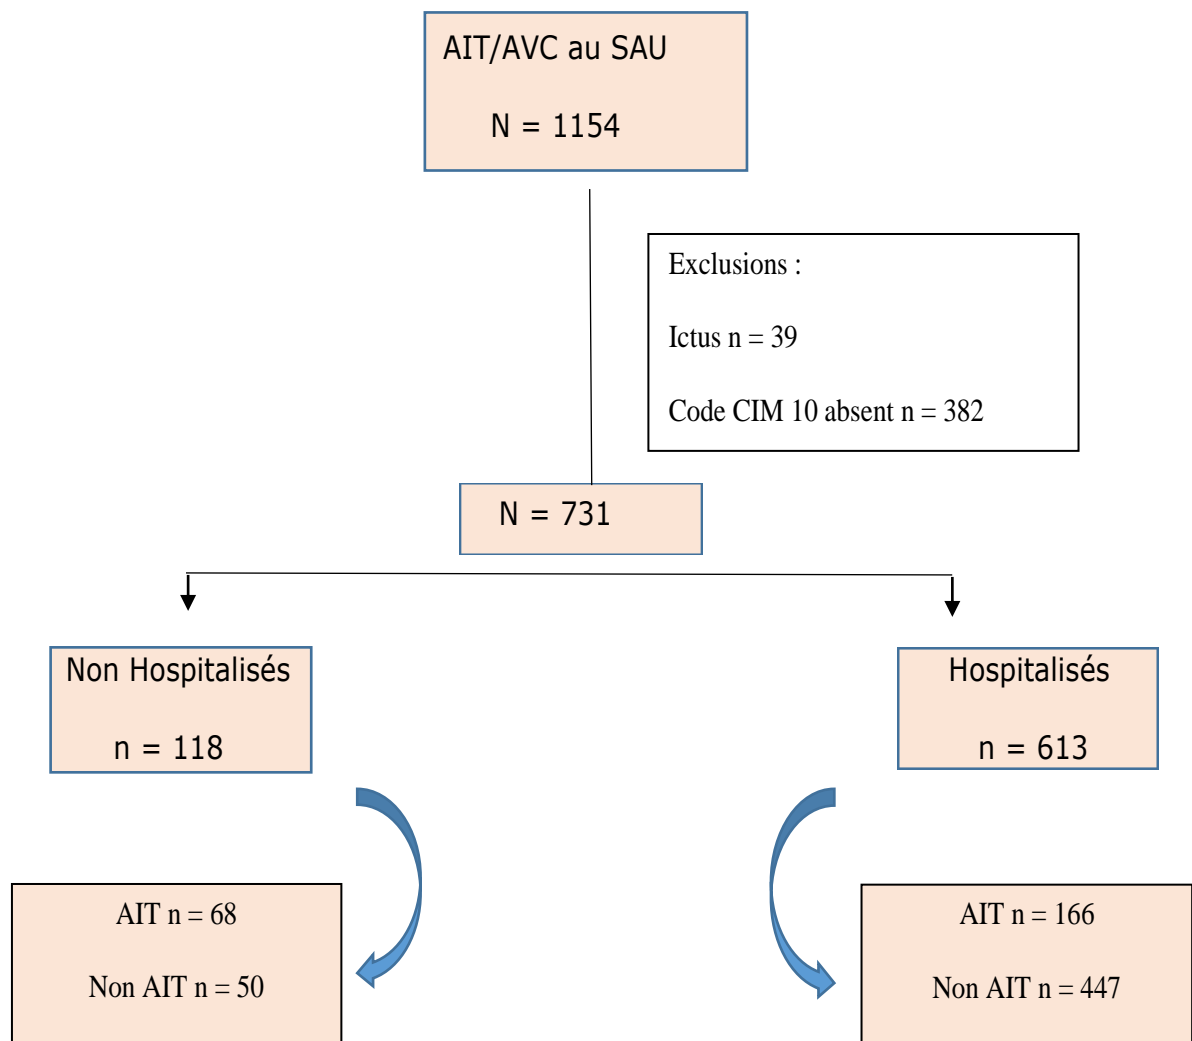 AIT/AVC au SAU
N = 1154
Exclusions :
Ictus n = 39
Code CIM 10 absent n = 382
N = 731
Non Hospitalisés
n = 118
Hospitalisés
n = 613
AIT n = 68
Non AIT n = 50
AIT n = 166
Non AIT n = 447